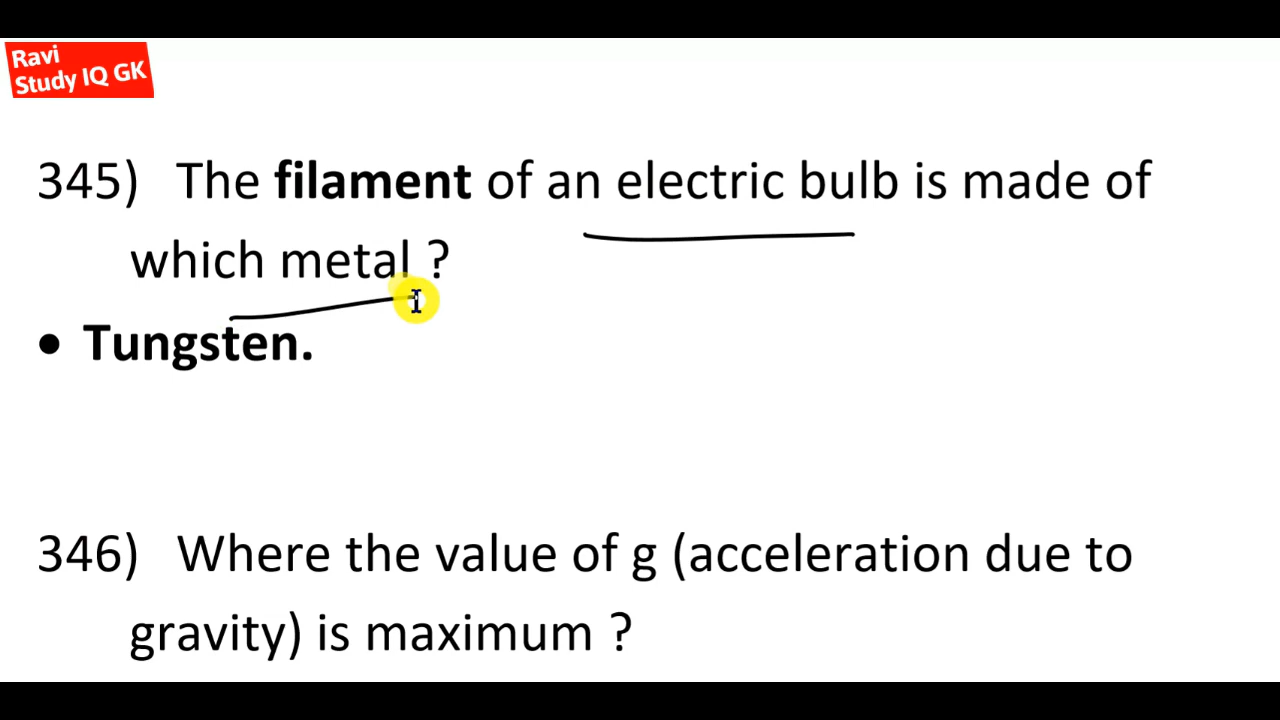 Ravi
Study IQ GK
345) The filament of an electric bulb is made of
which metal ?
• Tungsten.
346) Where the value of g (acceleration due to
gravity) is maximum ?